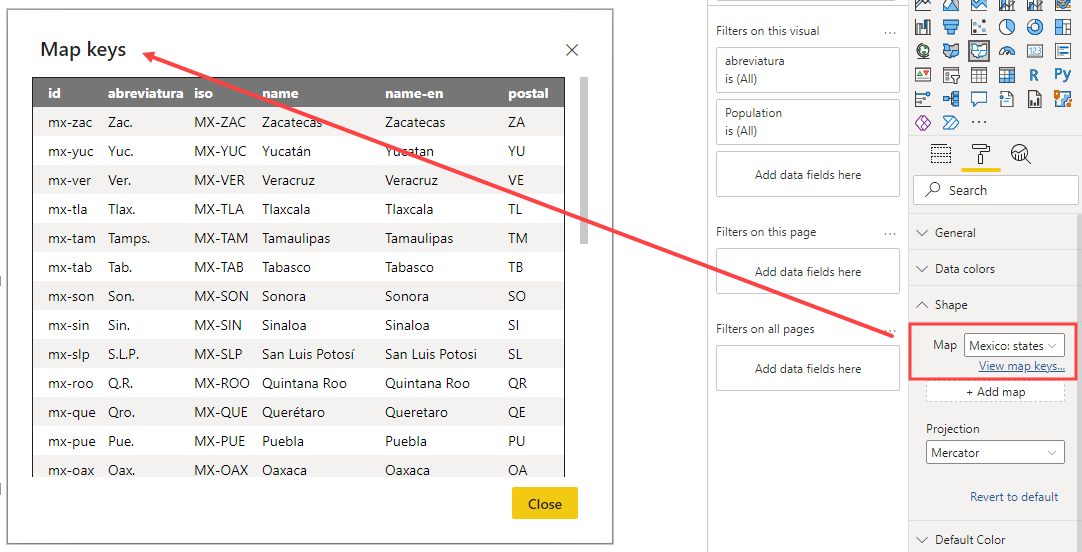 Map keys
id abreviatura iso name name-en postal
mx-zac Zac. MX-ZAC Zacatecas Zacatecas ZA
mx-yuc Yuc. MX-YUC Yucatán Yucatan YU
mx-ver Ver. MX-VER Veracruz Veracruz VE
mx-tla Tlax. MX-TLA Tlaxcala Tlaxcala TL
mx-tam Tamps. MX-TAM Tamaulipas Tamaulipas TM
mx-tab Tab. MX-TAB Tabasco Tabasco TB
mx-son Son. MX-SON Sonora Sonora SO
mx-sin Sin. MX-SIN Sinaloa Sinaloa SI
mx-slp S.L.P. MX-SLP San Luis Potosí San Luis Potosi SL
mx-roo Q.R. MX-ROO Quintana Roo Quintana Roo QR
mx-que Qro. MX-QUE Querétaro Queretaro QE
mx-pue Pue. MX-PUE Puebla Puebla PU
mx-oax Oax. MX-OAX Oaxaca Oaxaca OA
Close
Filters on this visual
...
abreviatura
is (All)
Population
is (All)
Add data fields here
Filters on this page
...
Add data fields here
Filters on all pages
...
Add data fields here
123
R
Py
...
Search
General
Data colors
Shape
Map Mexico: states
View map keys...
+ Add map
Projection
Mercator
Revert to default
Default Color